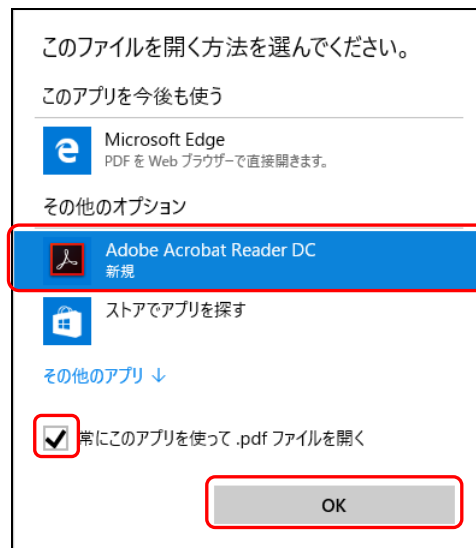 このファイルを開く方法を選んでください。
このアプリを今後も使う
Microsoft Edge
PDF を Web ブラウザーで直接開きます。
その他のオプション
Adobe Acrobat Reader DC
新規
ストアでアプリを探す
その他のアプリ ↓
常にこのアプリを使って .pdf ファイルを開く
OK